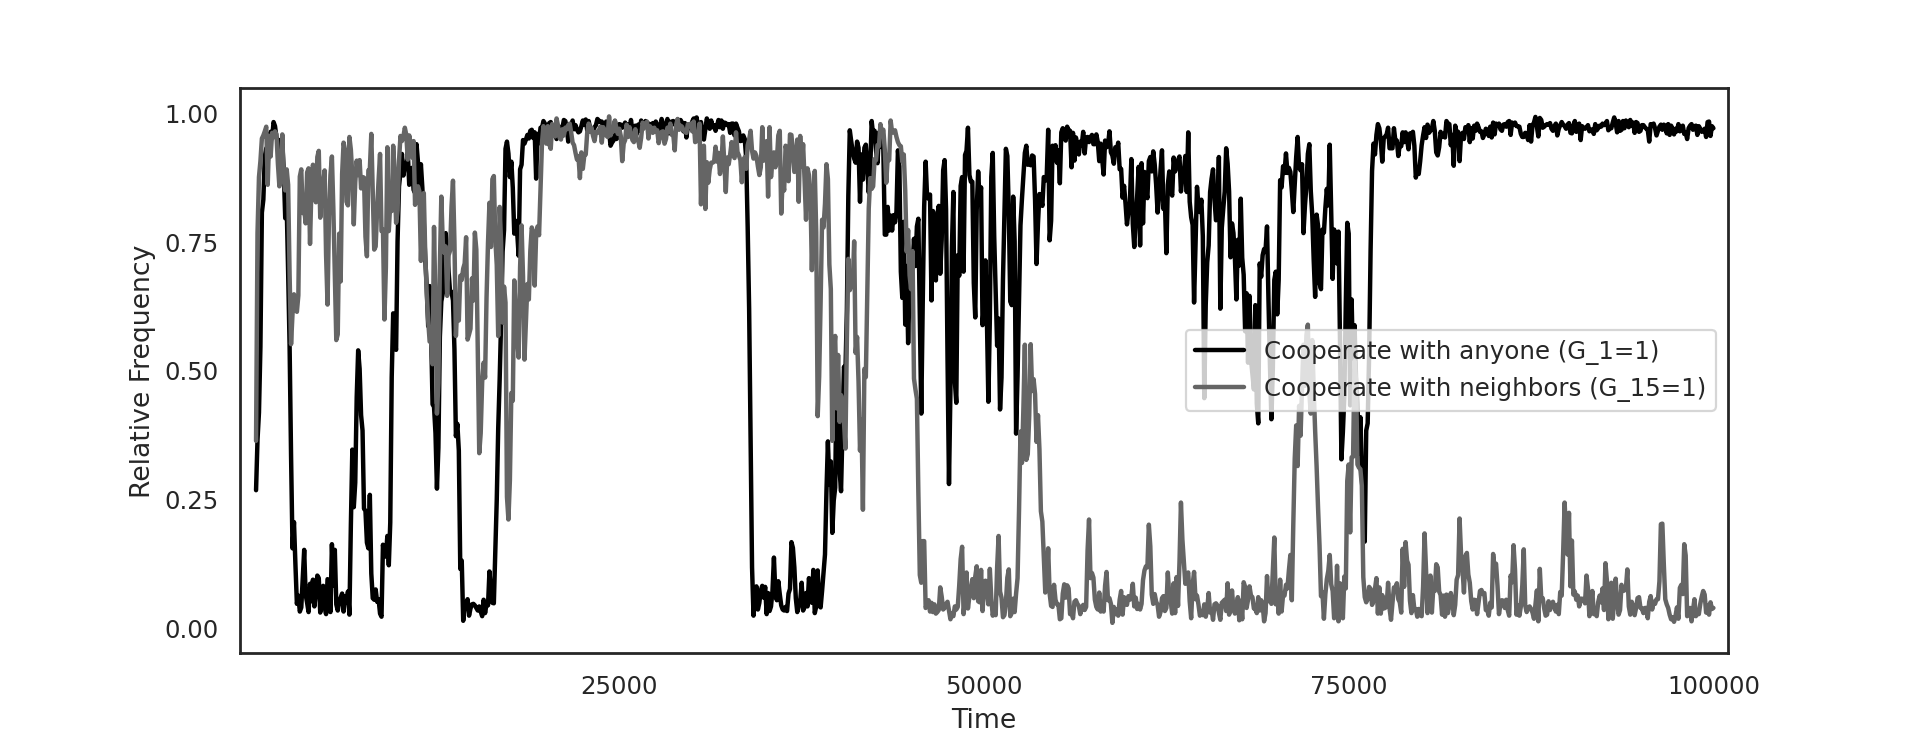 1.00
0.75
0.50
0.25
0.00
Relative Frequency
Cooperate with anyone (G_1=1)
Cooperate with neighbors (G_15=1)
25000
50000
75000
100000
Time